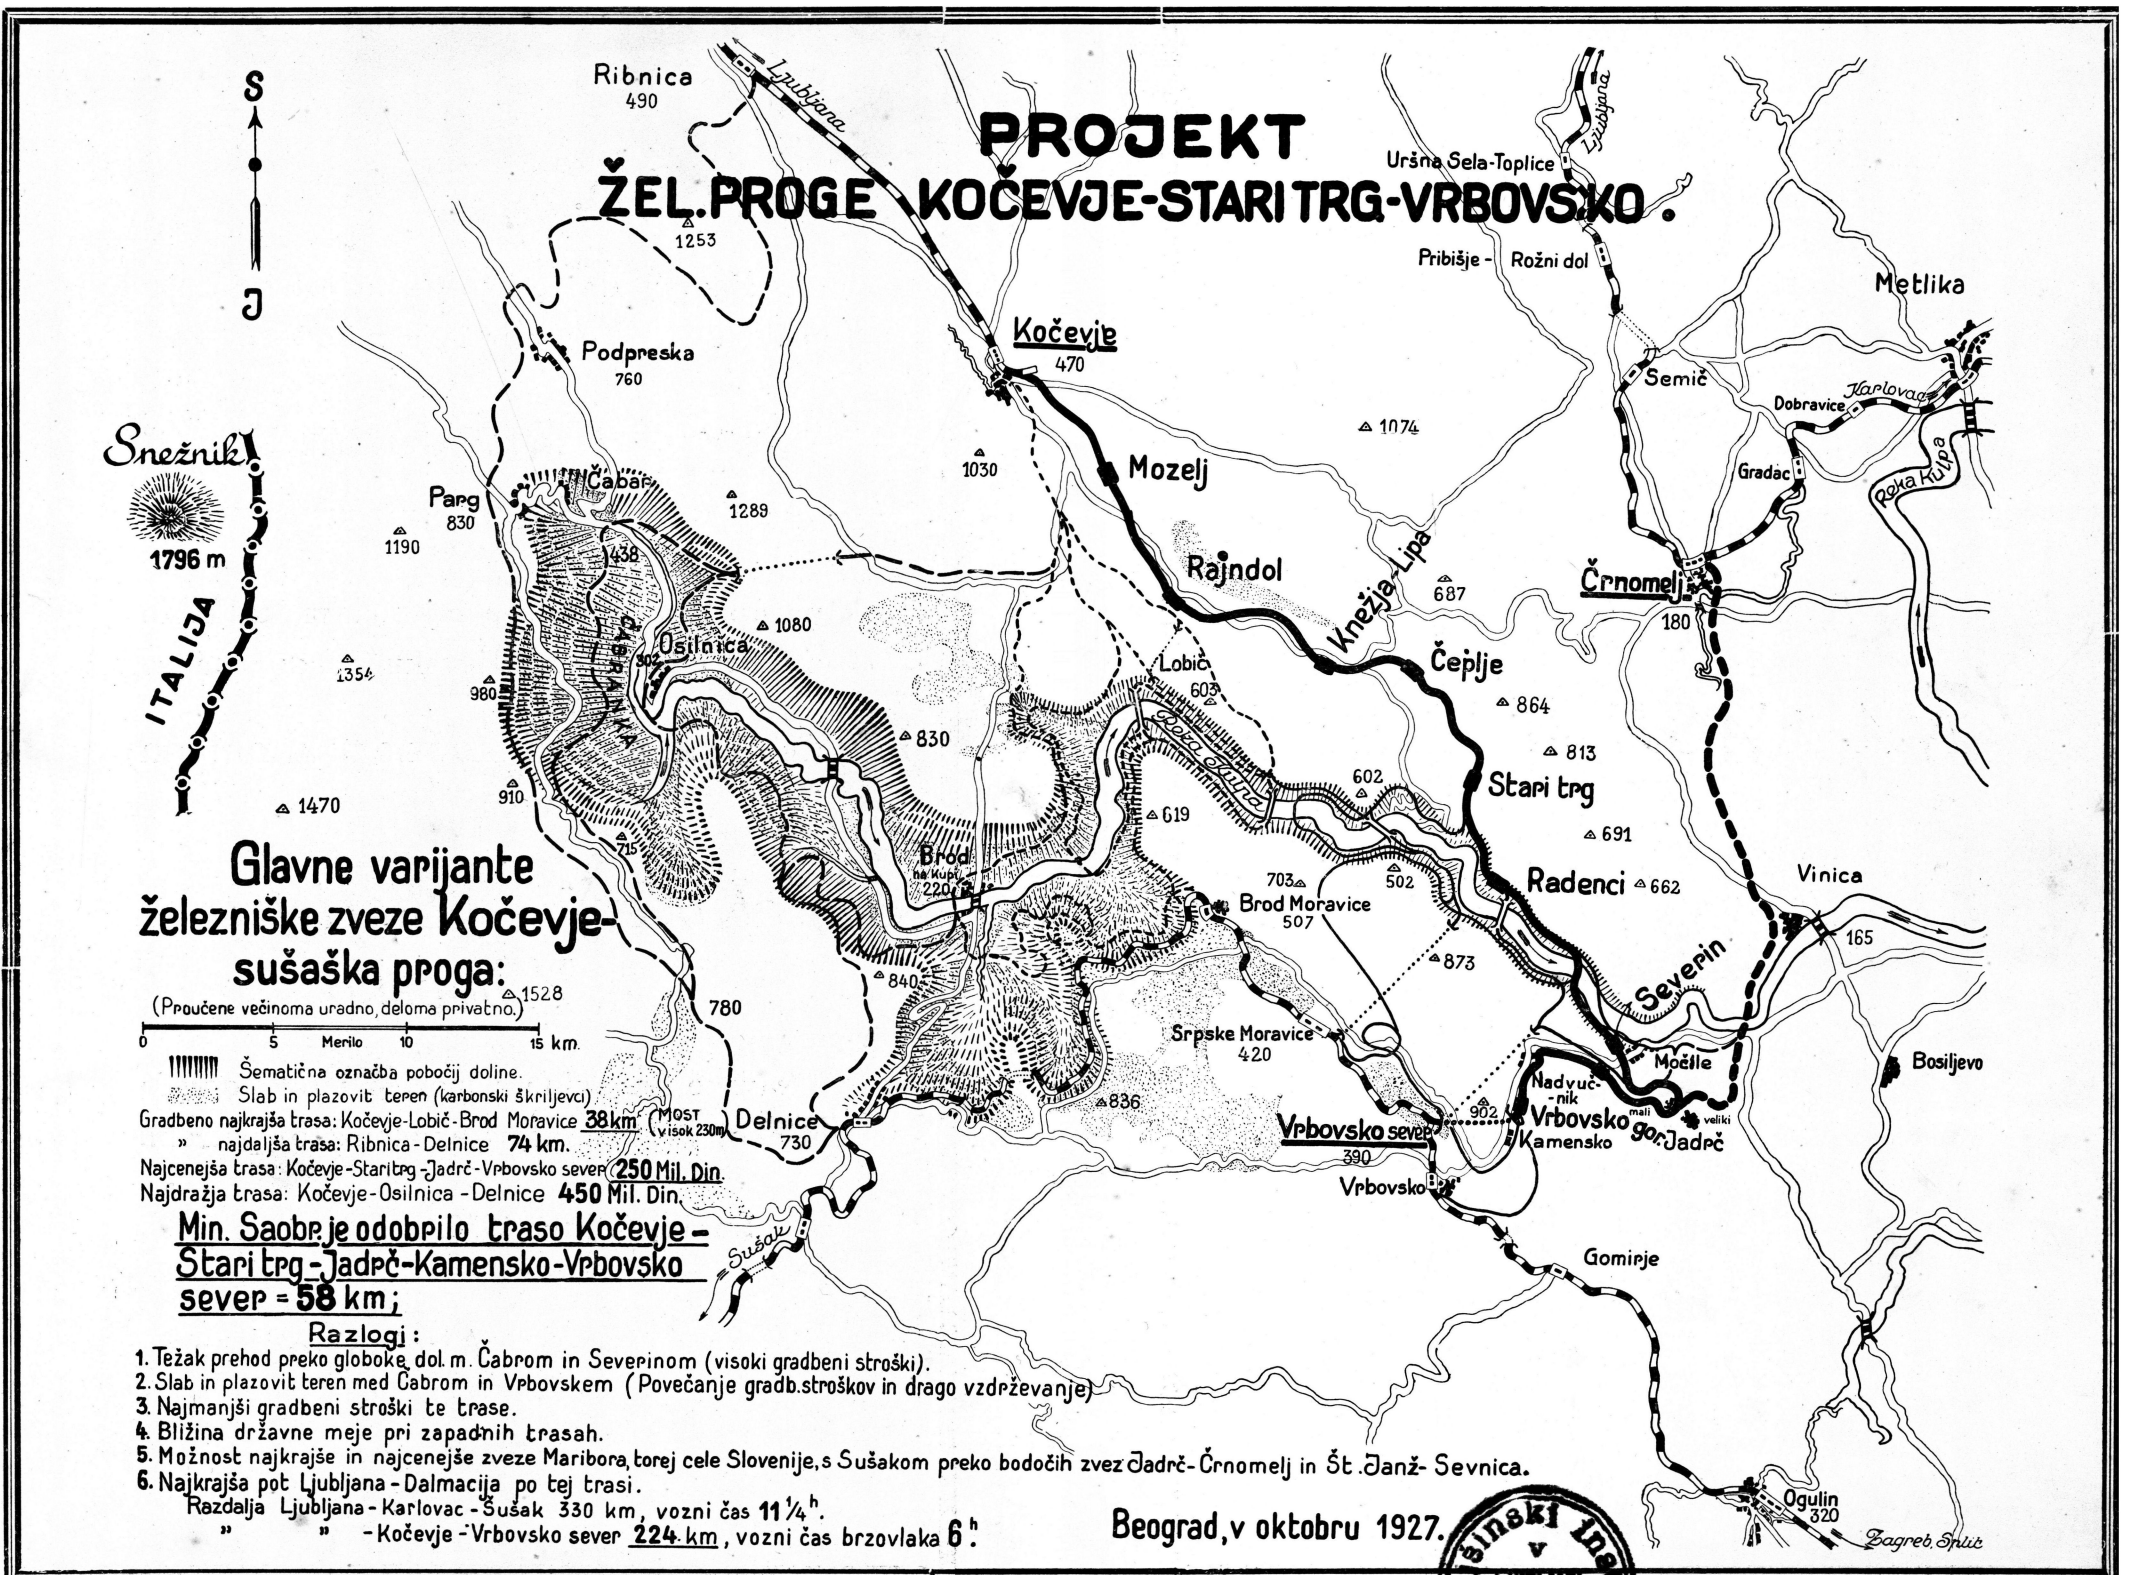 PROJEKT
ŽEL. PROGE KOČEVJE-STARI TRG-VRBOVSKO.
S
J
Ribnica
490
Ljubljana
Ljubljana
Uršna Sela-Toplice
1253
Pribišje - Rožni dol
Metlika
Kočevje
470
Podpreska
760
Semič
Karlovac
Dobravice
1074
Snežnik
1796 m
ITALIJA
1030
Mozelj
Gradac
Reka Kulpa
Čabar
Parg
830
1289
1190
438
Rajndol
Knežja Lipa
687
Črnomelj
180
ČABRANKA
1080
Osilnica
302
Lobič
603
Čeplje
1354
980
864
830
813
Reka Kulpa
602
Stari trg
910
1470
619
691
715
Brod
na Kupi
220
703
502
Radenci
662
Vinica
165
Brod Moravice
507
873
Severin
840
1528
780
Srpske Moravice
420
Močile
Bosiljevo
Nadvuč-
-nik
836
902
Delnice
730
Vrbovsko sever
390
Vrbovsko
Kamensko
gor. Jadrč
mali
veliki
Vrbovsko
Sušak
Gomirje
Ogulin
320
Zagreb, Split
Glavne varijante
železniške zveze Kočevje-
sušaška proga:
(Proučene večinoma uradno, deloma privatno.)
0 5 Merilo 10 15 km.
Šematična označba pobočij doline.
Slab in plazovit teren (karbonski škriljevci)
Gradbeno najkrajša trasa: Kočevje-Lobič-Brod Moravice 38 km (MOST visok 230m)
" najdaljša trasa: Ribnica-Delnice 74 km.
Najcenejša trasa: Kočevje-Stari trg-Jadrč-Vrbovsko sever 250 Mil. Din.
Najdražja trasa: Kočevje-Osilnica-Delnice 450 Mil. Din.
Min. Saobr. je odobrilo traso Kočevje-
Stari trg-Jadrč-Kamensko-Vrbovsko
sever = 58 km;
Razlogi:
1. Težak prehod preko globoke dol. m. Čabrom in Severinom (visoki gradbeni stroški).
2. Slab in plazovit teren med Čabrom in Vrbovskem (Povečanje gradb. stroškov in drago vzdrževanje)
3. Najmanjši gradbeni stroški te trase.
4. Bližina državne meje pri zapadnih trasah.
5. Možnost najkrajše in najcenejše zveze Maribora, torej cele Slovenije, s Sušakom preko bodočih zvez Jadrč-Črnomelj in Št. Janž-Sevnica.
6. Najkrajša pot Ljubljana-Dalmacija po tej trasi.
Razdalja Ljubljana-Karlovac-Sušak 330 km, vozni čas 11 1/4 h.
" " -Kočevje-Vrbovsko sever 224 km, vozni čas brzovlaka 6 h.
Beograd, v oktobru 1927.